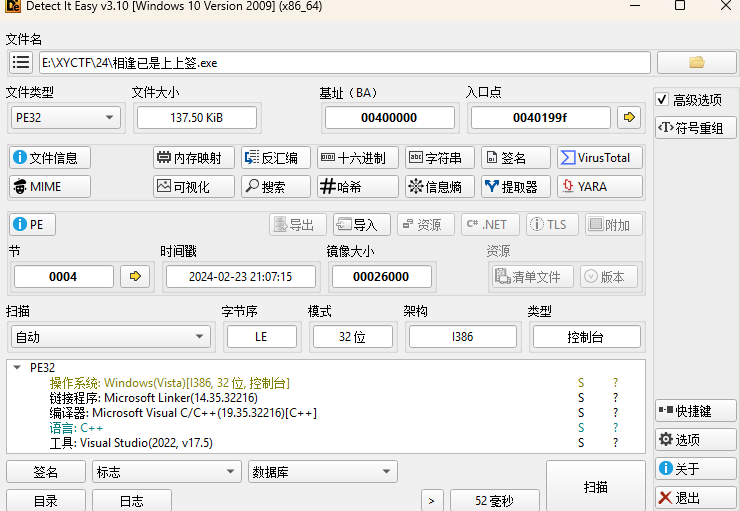 Detect It Easy v3.10 [Windows 10 Version 2009] (x86_64)
文件名
E:\XYCTF\24\相逢已是上上签.exe
文件类型 文件大小 基址（BA） 入口点
PE32 137.50 KiB 00400000 0040199f 高级选项
<T>符号重组
文件信息 内存映射 反汇编 十六进制 字符串 签名 VirusTotal
MIME 可视化 搜索 哈希 信息熵 提取器 YARA
PE 导出 导入 资源 .NET TLS 附加
节 时间戳 镜像大小 资源
0004 2024-02-23 21:07:15 00026000 清单文件 版本
扫描 字节序 模式 架构 类型
自动 LE 32 位 I386 控制台
PE32
操作系统: Windows(Vista)[I386, 32 位, 控制台] S ?
链接程序: Microsoft Linker(14.35.32216) S ?
编译器: Microsoft Visual C/C++(19.35.32216)[C++] S ?
语言: C++ S ?
工具: Visual Studio(2022, v17.5) S ?
快捷键
选项
签名 标志 数据库 扫描 关于
目录 日志 > 52 毫秒 退出